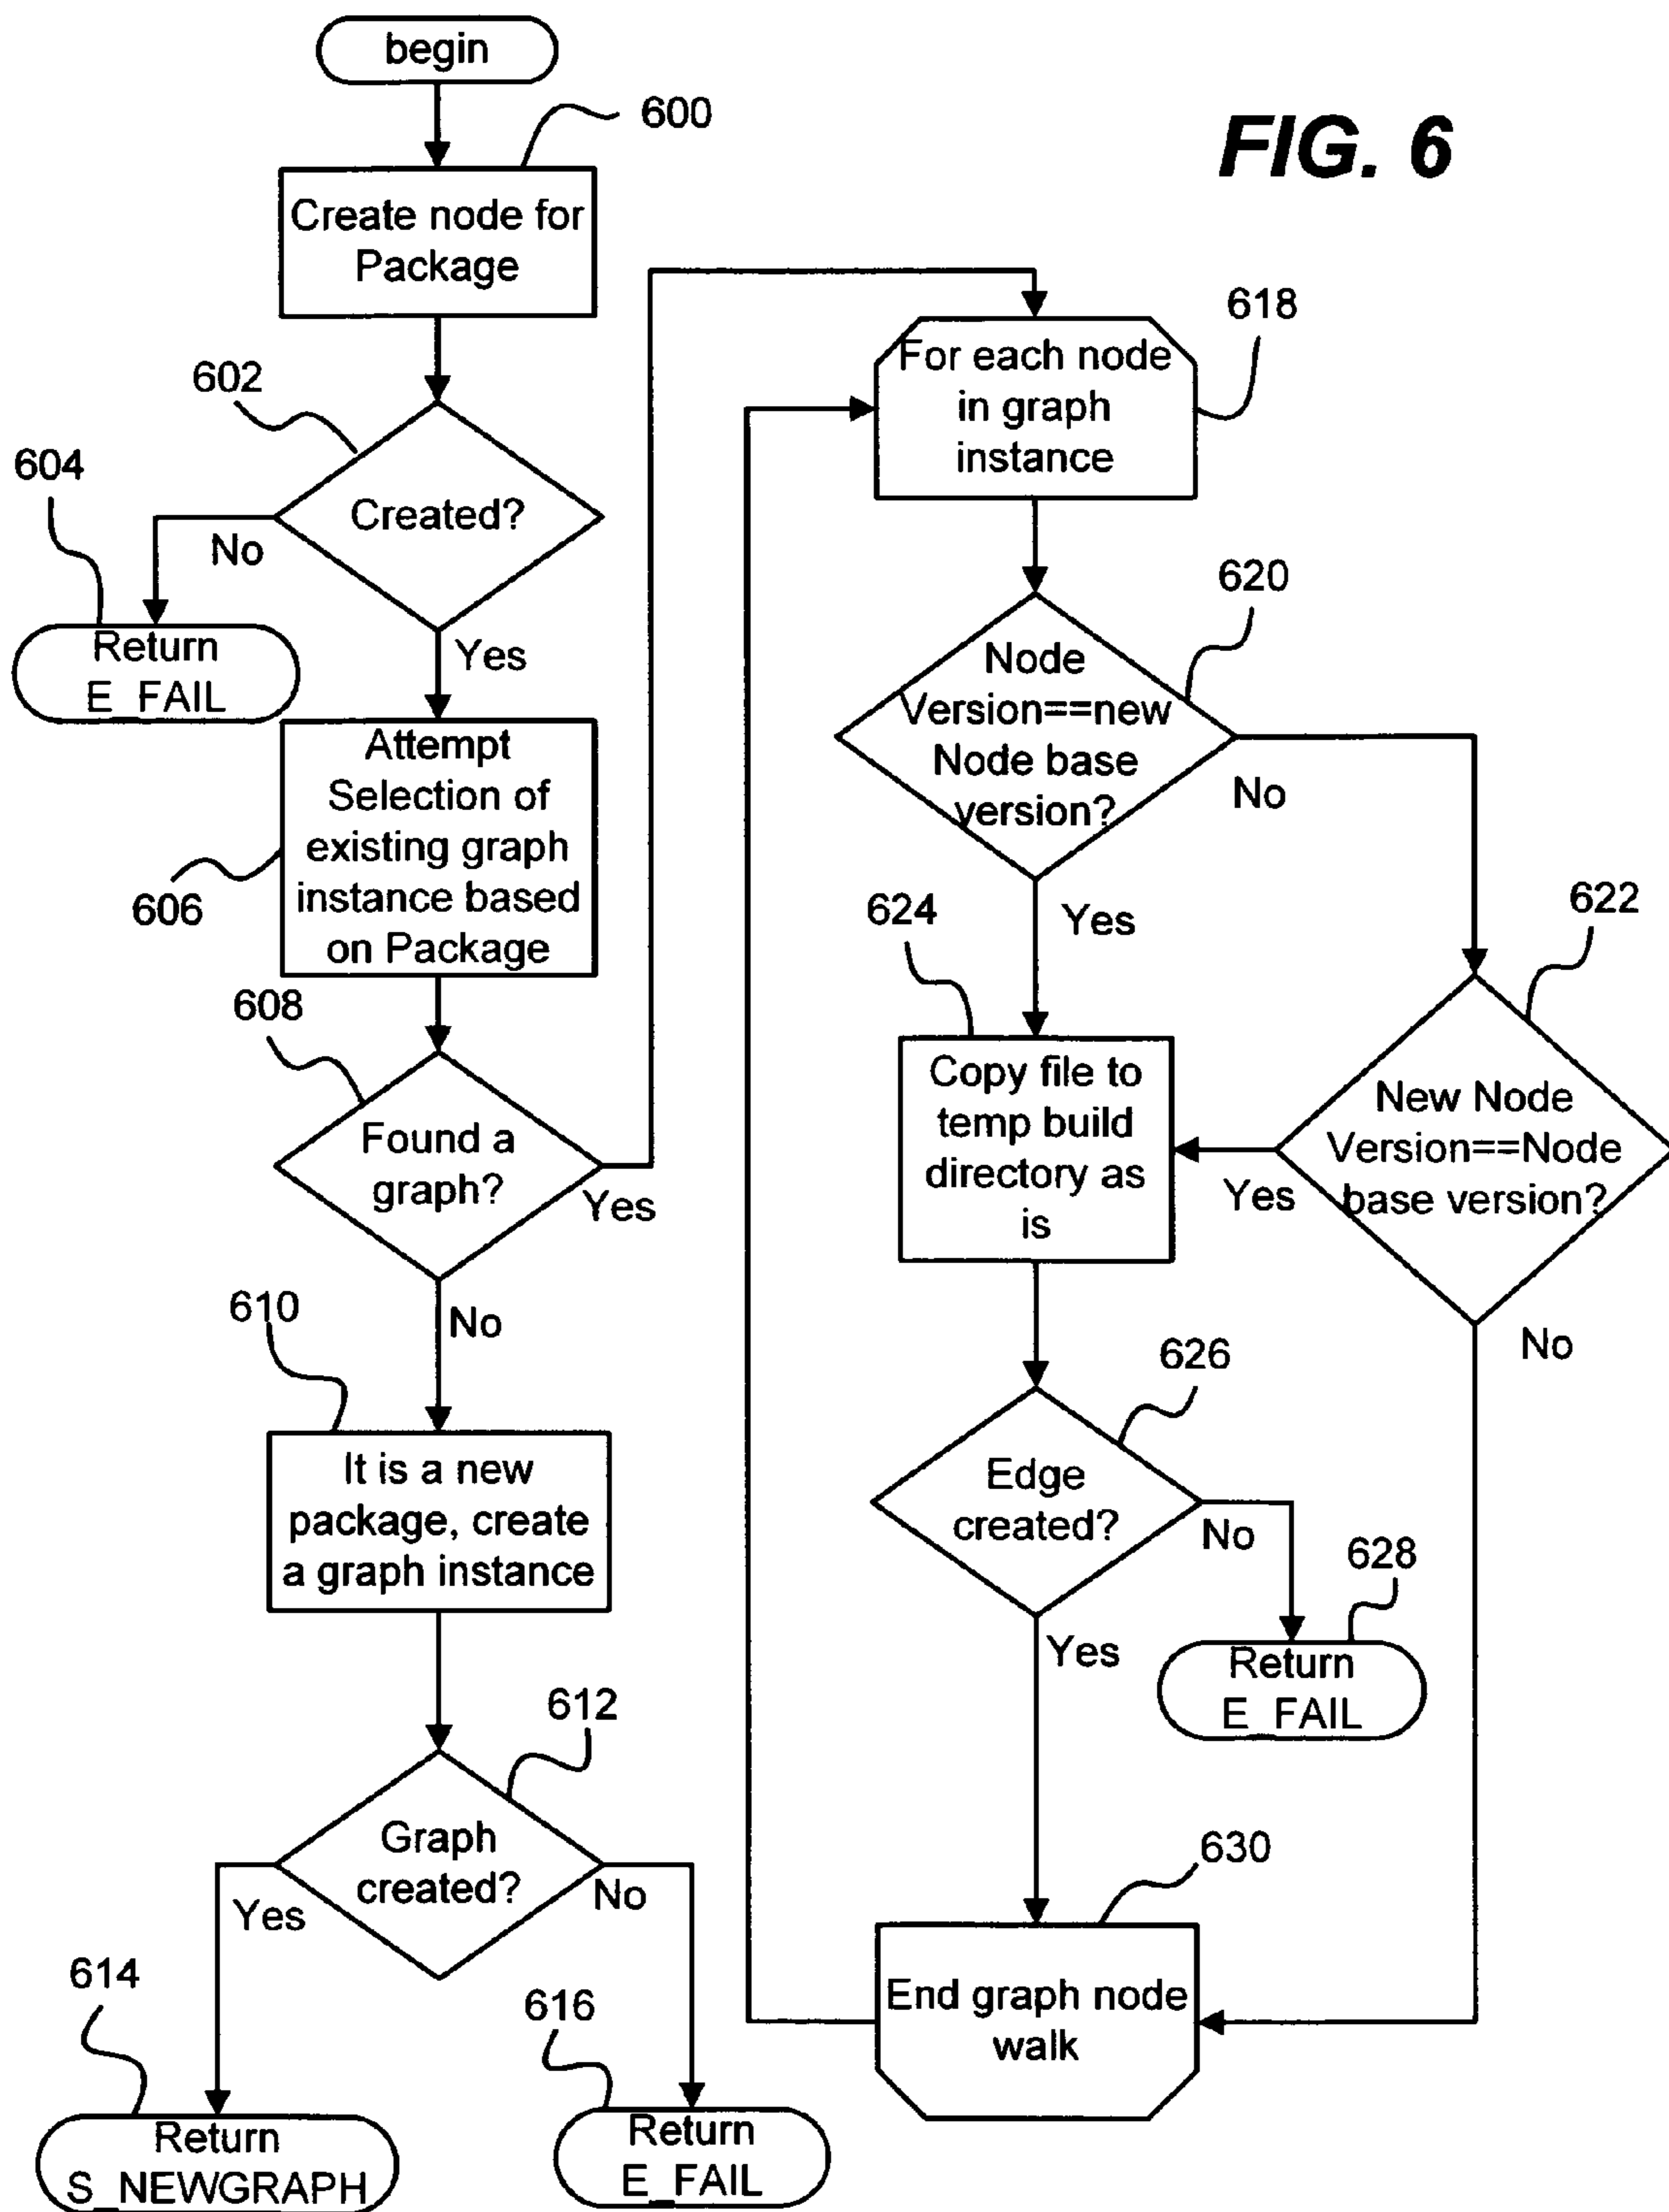 FIG. 6
begin
600
Create node for
Package
602
Created?
No
604
Return
E_FAIL
Yes
Attempt
Selection of
existing graph
instance based
on Package
606
608
Found a
graph?
Yes
No
610
It is a new
package, create
a graph instance
612
Graph
created?
Yes
No
614
Return
S_NEWGRAPH
616
Return
E_FAIL
618
For each node
in graph
instance
620
Node
Version==new
Node base
version?
No
Yes
622
New Node
Version==Node
base version?
Yes
No
624
Copy file to
temp build
directory as
is
626
Edge
created?
No
628
Return
E_FAIL
Yes
630
End graph node
walk